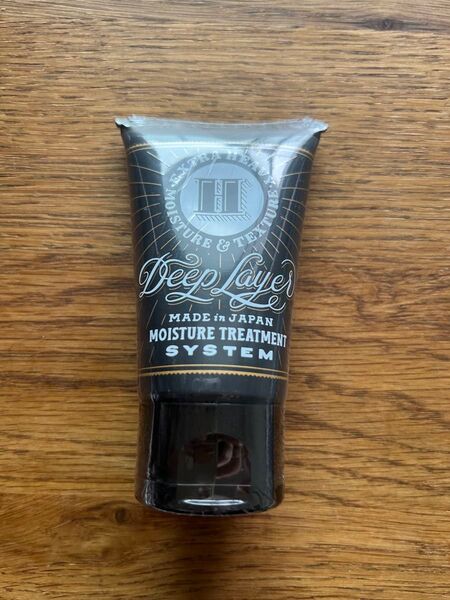 EXTRA HEAVY
H
MOISTURE & TEXTURE
Deep Layer
MADE in JAPAN
MOISTURE TREATMENT
SYSTEM